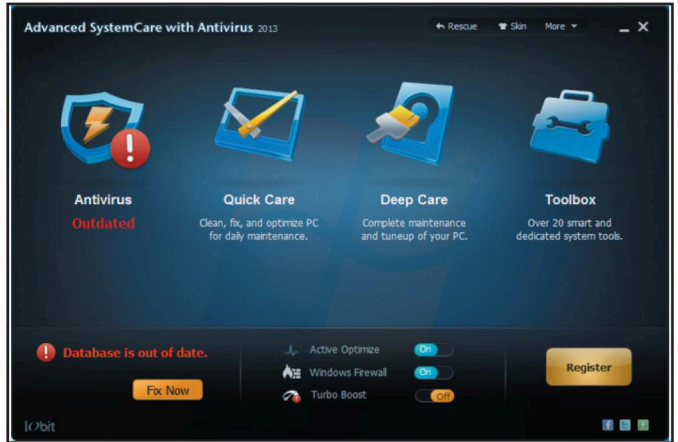 Advanced SystemCare with Antivirus 2013
Rescue
Skin
More
Antivirus
Outdated
Quick Care
Clean, fix, and optimize PC
for daily maintenance.
Deep Care
Complete maintenance
and tuneup of your PC.
Toolbox
Over 20 smart and
dedicated system tools.
Database is out of date.
Fix Now
Active Optimize
On
Windows Firewall
On
Turbo Boost
Off
Register
IObit